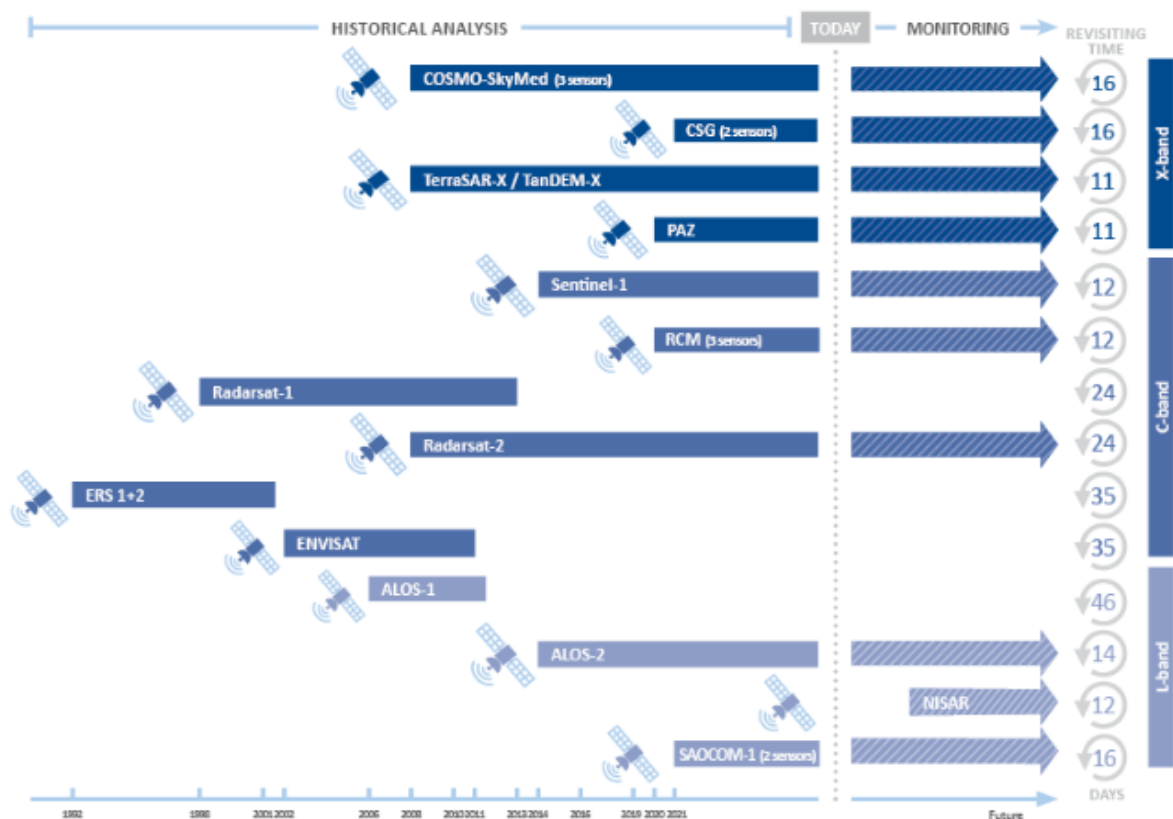 HISTORICAL ANALYSIS
TODAY
MONITORING
REVISITING
TIME
COSMO-SkyMed (3 sensors)
16
CSG (2 sensors)
16
TerraSAR-X / TanDEM-X
11
PAZ
11
X-band
Sentinel-1
12
RCM (3 sensors)
12
Radarsat-1
24
Radarsat-2
24
ERS 1+2
35
ENVISAT
35
C-band
ALOS-1
46
ALOS-2
14
NISAR
12
SAOCOM-1 (2 sensors)
16
L-band
DAYS
1992 1998 2001 2002 2006 2008 2010 2011 2013 2014 2016 2019 2020 2021 Future